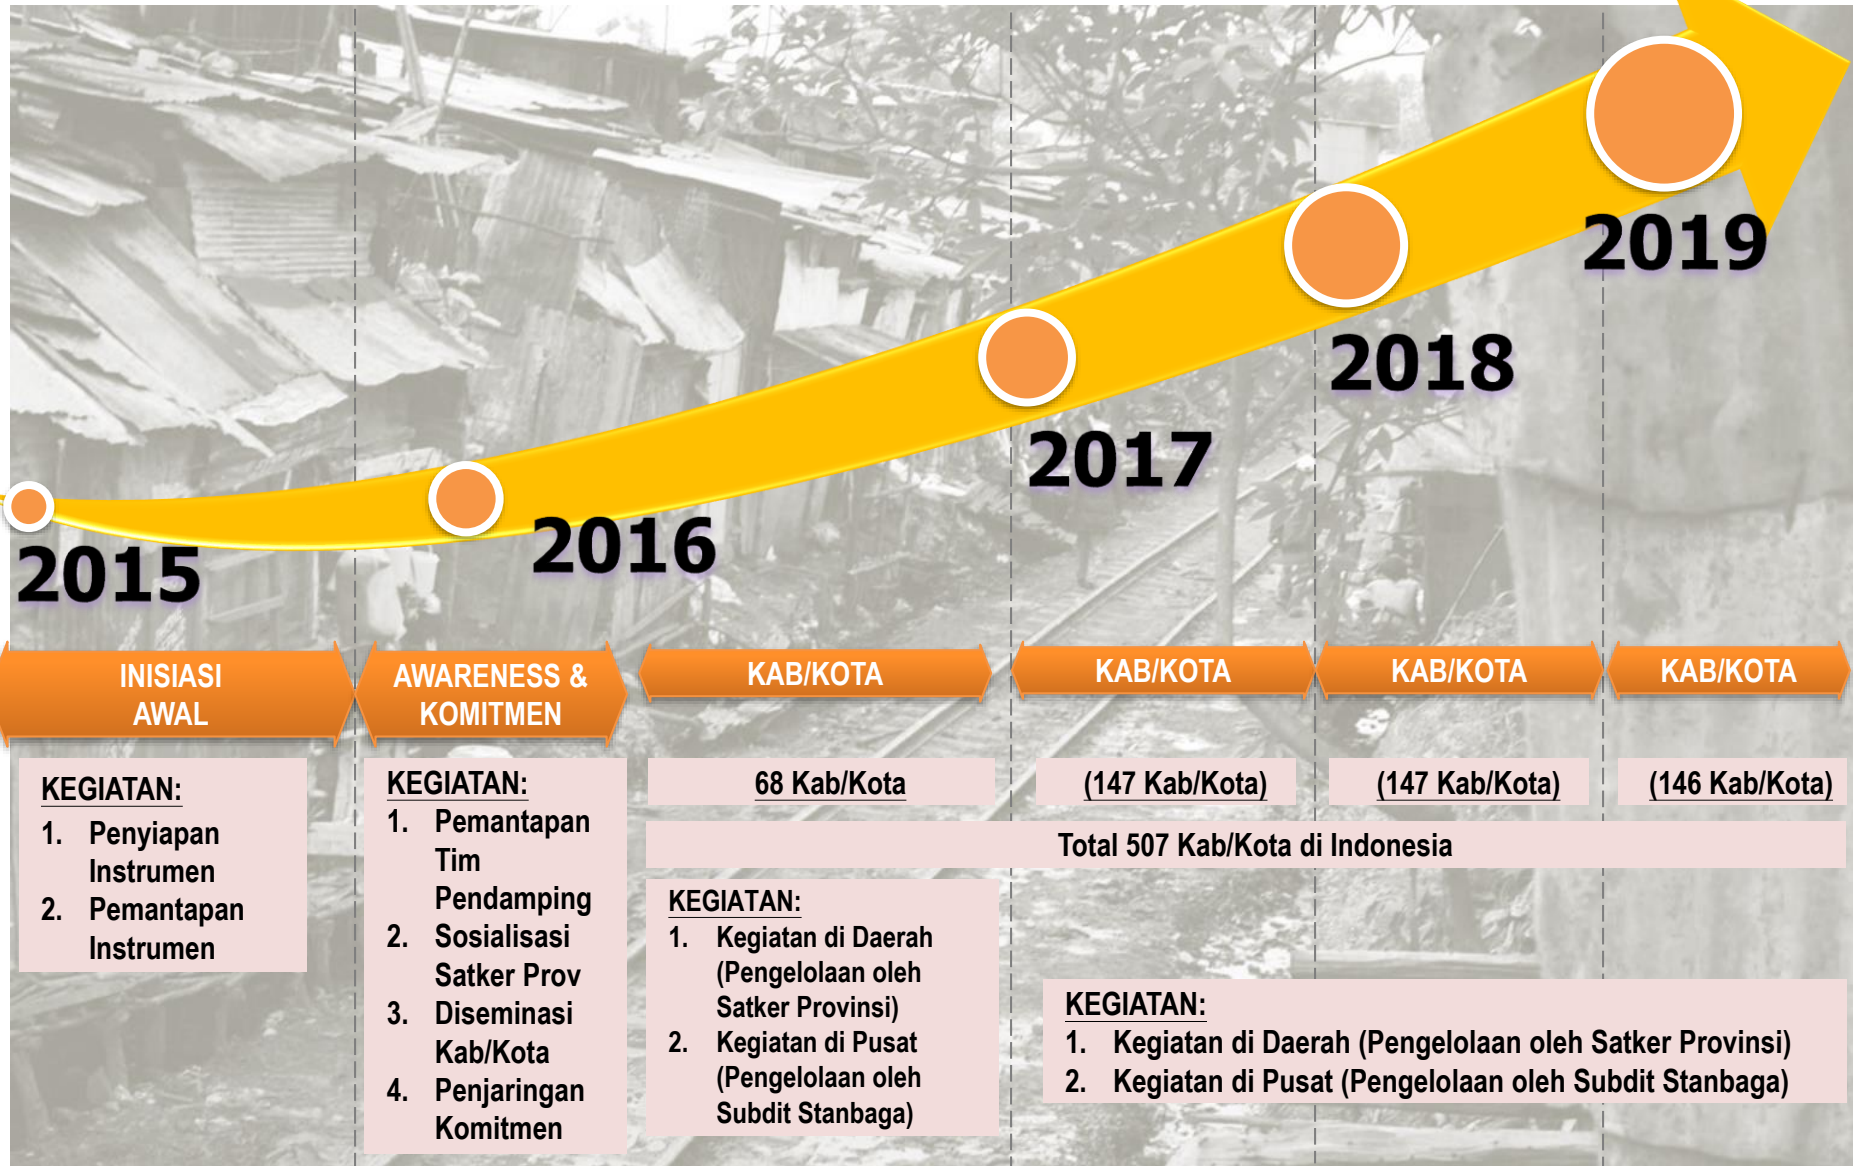 2015
2016
2017
2018
2019
INISIASI
AWAL
AWARENESS &
KOMITMEN
KAB/KOTA
KAB/KOTA
KAB/KOTA
KAB/KOTA
KEGIATAN:
1. Penyiapan
Instrumen
2. Pemantapan
Instrumen
KEGIATAN:
1. Pemantapan
Tim
Pendamping
2. Sosialisasi
Satker Prov
3. Diseminasi
Kab/Kota
4. Penjaringan
Komitmen
68 Kab/Kota
(147 Kab/Kota)
(147 Kab/Kota)
(146 Kab/Kota)
Total 507 Kab/Kota di Indonesia
KEGIATAN:
1. Kegiatan di Daerah
(Pengelolaan oleh
Satker Provinsi)
2. Kegiatan di Pusat
(Pengelolaan oleh
Subdit Stanbaga)
KEGIATAN:
1. Kegiatan di Daerah (Pengelolaan oleh Satker Provinsi)
2. Kegiatan di Pusat (Pengelolaan oleh Subdit Stanbaga)